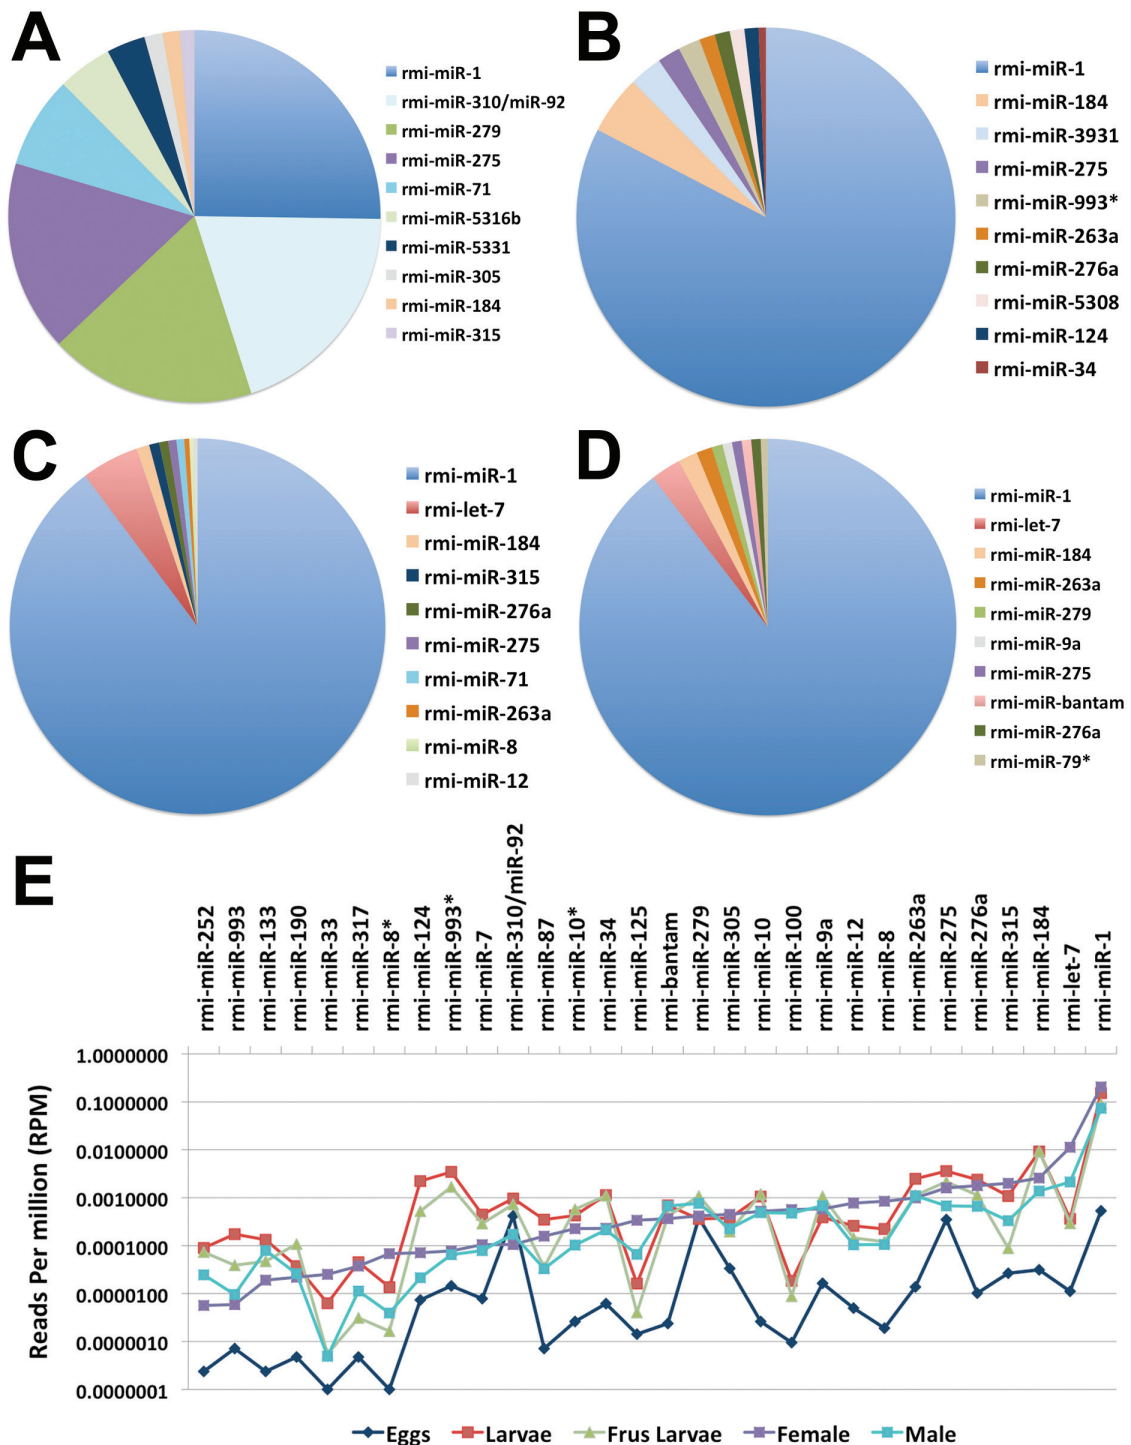 A
rmi-miR-1
rmi-miR-310/miR-92
rmi-miR-279
rmi-miR-275
rmi-miR-71
rmi-miR-5316b
rmi-miR-5331
rmi-miR-305
rmi-miR-184
rmi-miR-315
B
rmi-miR-1
rmi-miR-184
rmi-miR-3931
rmi-miR-275
rmi-miR-993*
rmi-miR-263a
rmi-miR-276a
rmi-miR-5308
rmi-miR-124
rmi-miR-34
C
rmi-miR-1
rmi-let-7
rmi-miR-184
rmi-miR-315
rmi-miR-276a
rmi-miR-275
rmi-miR-71
rmi-miR-263a
rmi-miR-8
rmi-miR-12
D
rmi-miR-1
rmi-let-7
rmi-miR-184
rmi-miR-263a
rmi-miR-279
rmi-miR-9a
rmi-miR-275
rmi-miR-bantam
rmi-miR-276a
rmi-miR-79*
E
rmi-miR-252
rmi-miR-993
rmi-miR-133
rmi-miR-190
rmi-miR-33
rmi-miR-317
rmi-miR-8*
rmi-miR-124
rmi-miR-993*
rmi-miR-7
rmi-miR-310/miR-92
rmi-miR-87
rmi-miR-10*
rmi-miR-34
rmi-miR-125
rmi-bantam
rmi-miR-279
rmi-miR-305
rmi-miR-10
rmi-miR-100
rmi-miR-9a
rmi-miR-12
rmi-miR-8
rmi-miR-263a
rmi-miR-275
rmi-miR-276a
rmi-miR-315
rmi-miR-184
rmi-let-7
rmi-miR-1
Reads Per million (RPM)
1.0000000
0.1000000
0.0100000
0.0010000
0.0001000
0.0000100
0.0000010
0.0000001
Eggs Larvae Frus Larvae Female Male